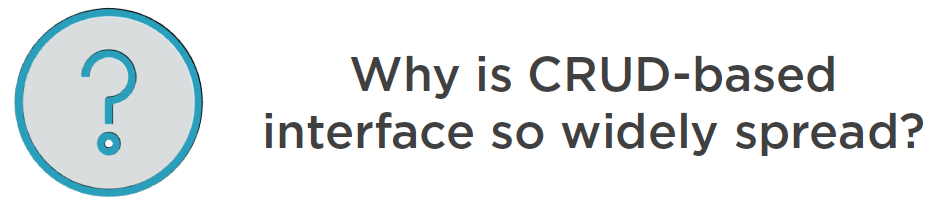 Why is CRUD-based
interface so widely spread?